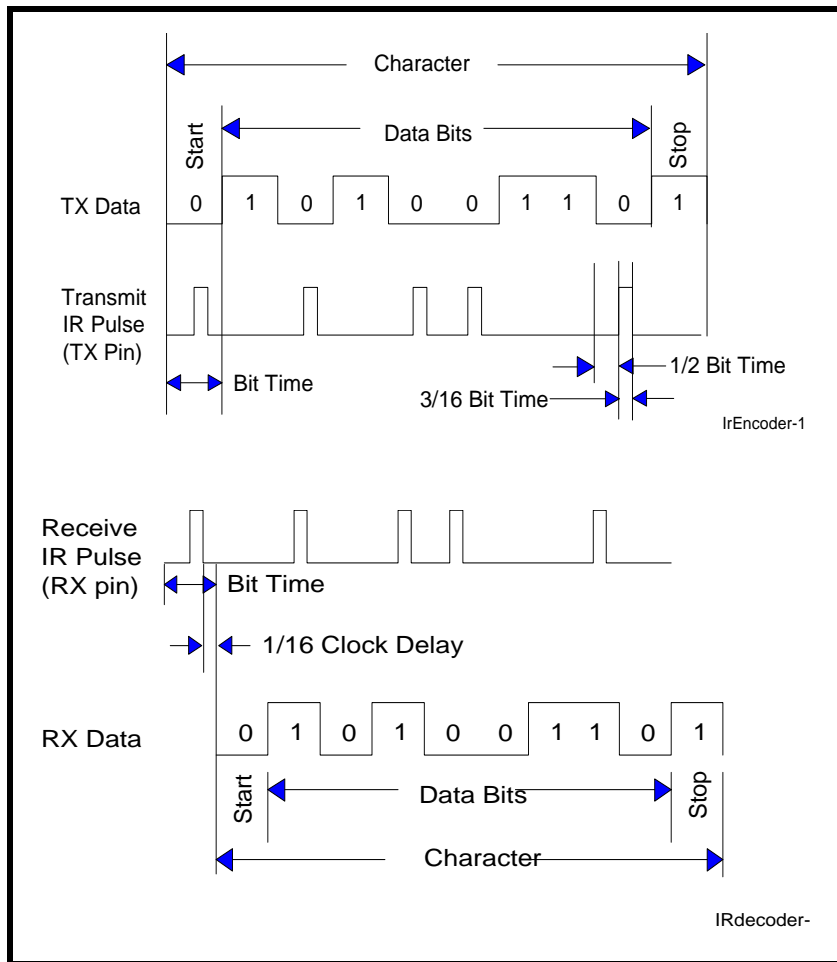 Character
Start
Data Bits
Stop
TX Data
0 1 0 1 0 0 1 1 0 1
Transmit
IR Pulse
(TX Pin)
Bit Time
1/2 Bit Time
3/16 Bit Time
IrEncoder-1
Receive
IR Pulse
(RX pin)
Bit Time
1/16 Clock Delay
RX Data
0 1 0 1 0 0 1 1 0 1
Start
Data Bits
Stop
Character
IRdecoder-